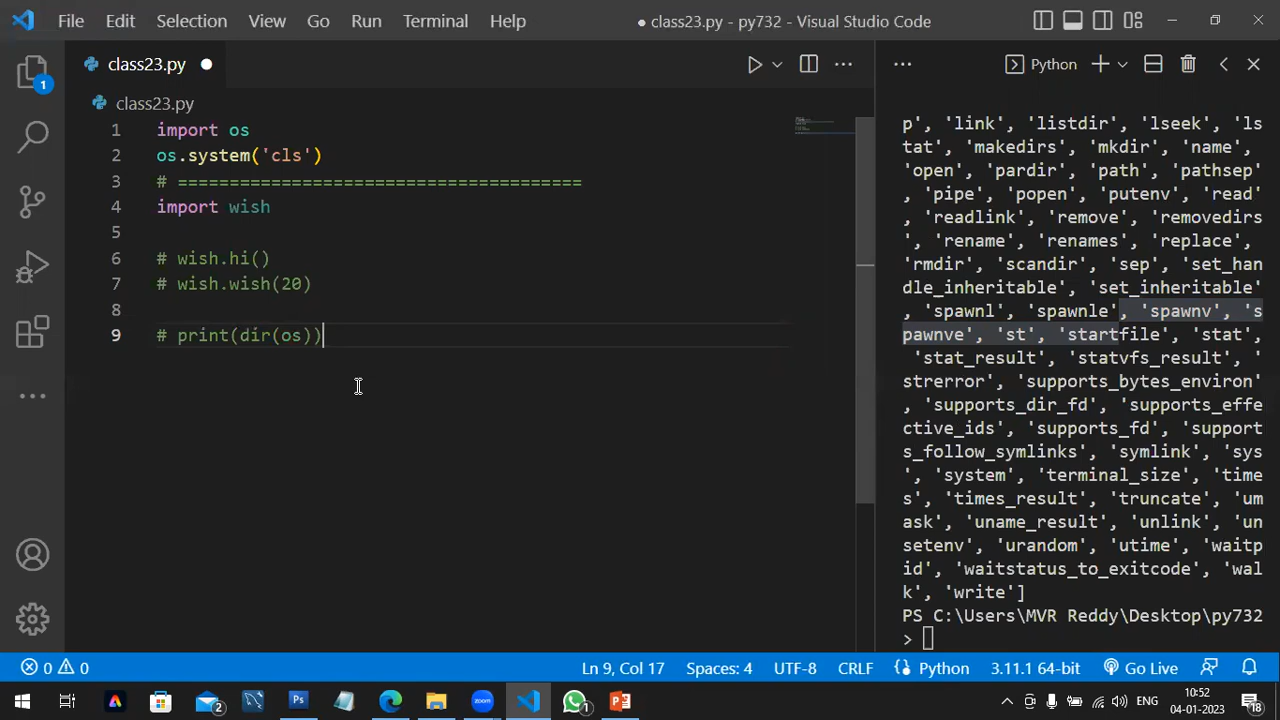 File Edit Selection View Go Run Terminal Help ● class23.py - py732 - Visual Studio Code
class23.py
Python
class23.py
1 import os
2 os.system('cls')
3 # =======================================
4 import wish
5
6 # wish.hi()
7 # wish.wish(20)
8
9 # print(dir(os))
p', 'link', 'listdir', 'lseek', 'ls
tat', 'makedirs', 'mkdir', 'name',
'open', 'pardir', 'path', 'pathsep'
, 'pipe', 'popen', 'putenv', 'read'
, 'readlink', 'remove', 'removedirs
', 'rename', 'renames', 'replace',
'rmdir', 'scandir', 'sep', 'set_han
dle_inheritable', 'set_inheritable'
, 'spawnl', 'spawnle', 'spawnv', 's
pawnve', 'st', 'startfile', 'stat',
'stat_result', 'statvfs_result', '
strerror', 'supports_bytes_environ'
, 'supports_dir_fd', 'supports_effe
ctive_ids', 'supports_fd', 'support
s_follow_symlinks', 'symlink', 'sys
', 'system', 'terminal_size', 'time
s', 'times_result', 'truncate', 'um
ask', 'uname_result', 'unlink', 'un
setenv', 'urandom', 'utime', 'waitp
id', 'waitstatus_to_exitcode', 'wal
k', 'write']
PS C:\Users\MVR Reddy\Desktop\py732
>
1
0 0 Ln 9, Col 17 Spaces: 4 UTF-8 CRLF Python 3.11.1 64-bit Go Live
2 Ps 1 ENG 10:52
04-01-2023 18